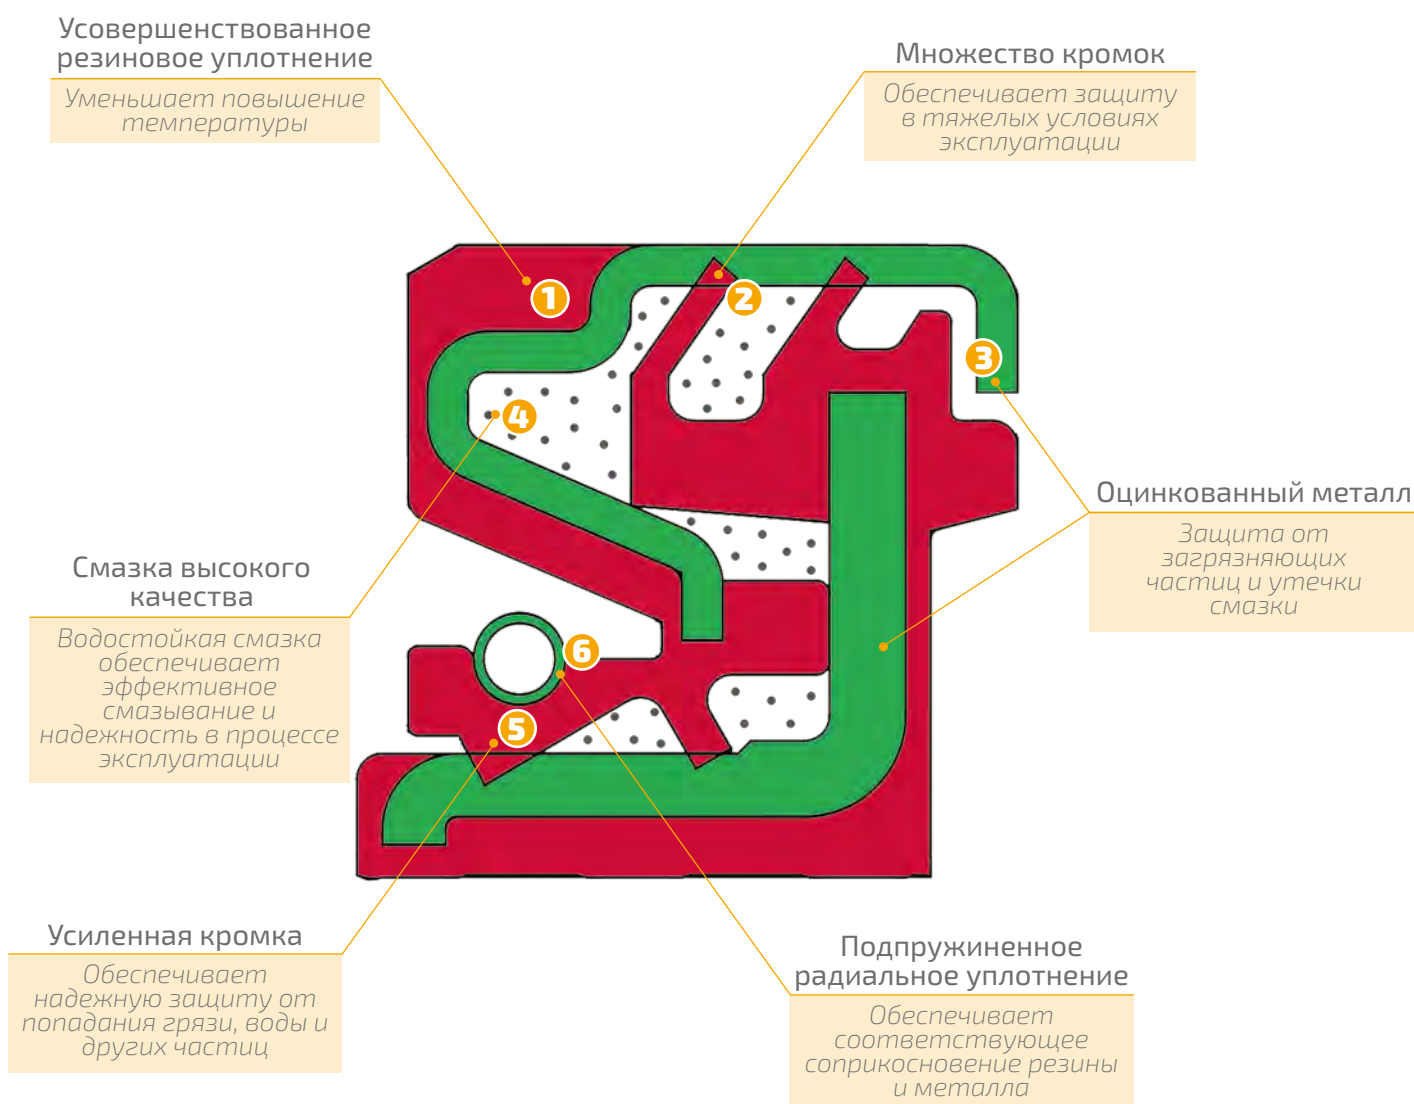 Усовершенствованное
резиновое уплотнение
Уменьшает повышение
температуры
Множество кромок
Обеспечивает защиту
в тяжелых условиях
эксплуатации
1
2
3
4
Оцинкованный металл
Защита от
загрязняющих
частиц и утечки
смазки
Смазка высокого
качества
Водостойкая смазка
обеспечивает
эффективное
смазывание и
надежность в процессе
эксплуатации
6
5
Усиленная кромка
Обеспечивает
надежную защиту от
попадания грязи, воды и
других частиц
Подпружиненное
радиальное уплотнение
Обеспечивает
соответствующее
соприкосновение резины
и металла